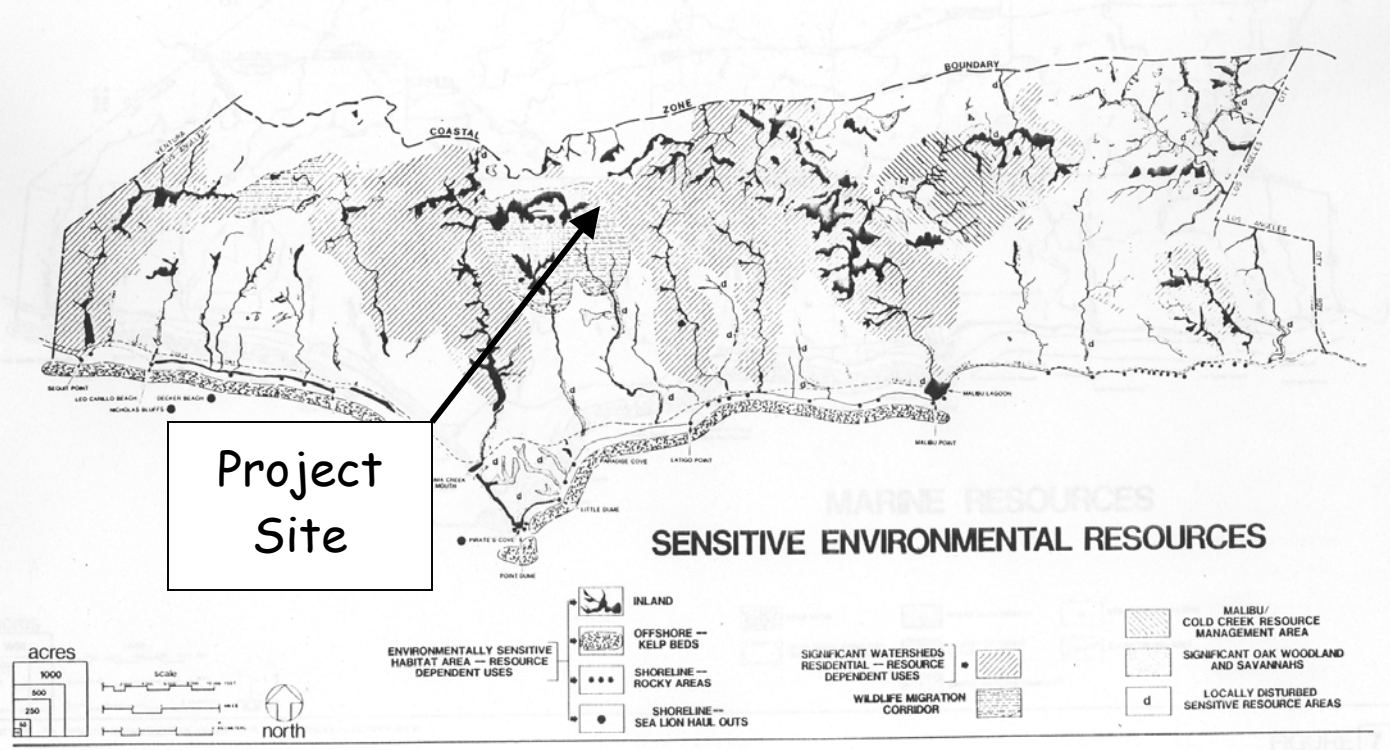 BOUNDARY
ZONE
COASTAL
VENTURA
LOS ANGELES
CITY
LOS ANGELES
LOS ANGELES
CITY
d
SEQUIT POINT
LEO CARILLO BEACH
DECKER BEACH
NICHOLAS BLUFFS
MALIBU LAGOON
MALIBU POINT
PARADISE COVE
LATIGO POINT
MOUTH
LITTLE DUME
PIRATE'S COVE
POINT DUME
Project
Site
MARINE RESOURCES
SENSITIVE ENVIRONMENTAL RESOURCES
ENVIRONMENTALLY SENSITIVE
HABITAT AREA — RESOURCE
DEPENDENT USES
INLAND
OFFSHORE --
KELP BEDS
SHORELINE--
ROCKY AREAS
SHORELINE--
SEA LION HAUL OUTS
SIGNIFICANT WATERSHEDS
RESIDENTIAL -- RESOURCE
DEPENDENT USES
WILDLIFE MIGRATION
CORRIDOR
MALIBU/
COLD CREEK RESOURCE
MANAGEMENT AREA
SIGNIFICANT OAK WOODLAND
AND SAVANNAHS
d
LOCALLY DISTURBED
SENSITIVE RESOURCE AREAS
acres
1000
500
250
scale
north